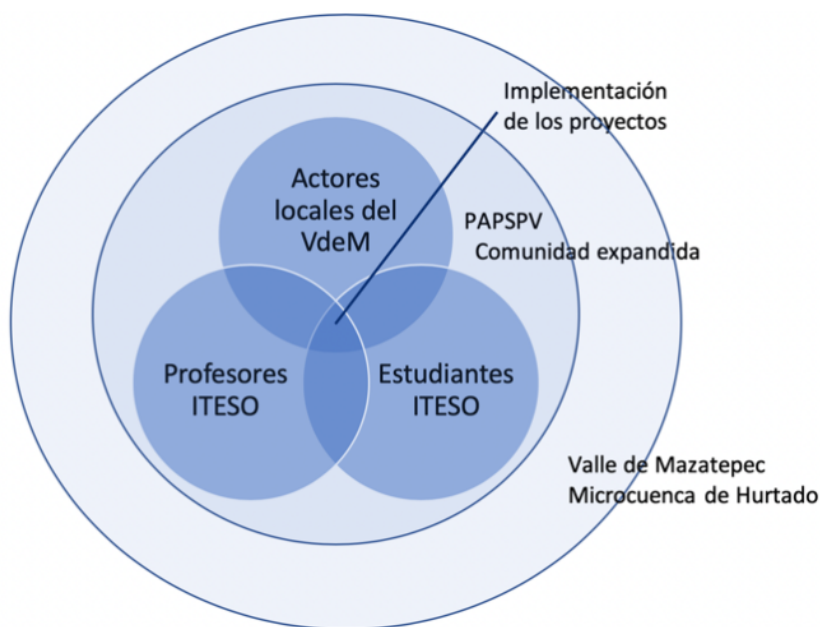 Implementación
de los proyectos
Actores
locales del
VdeM
PAPSPV
Comunidad expandida
Profesores
ITESO
Estudiantes
ITESO
Valle de Mazatepec
Microcuenca de Hurtado